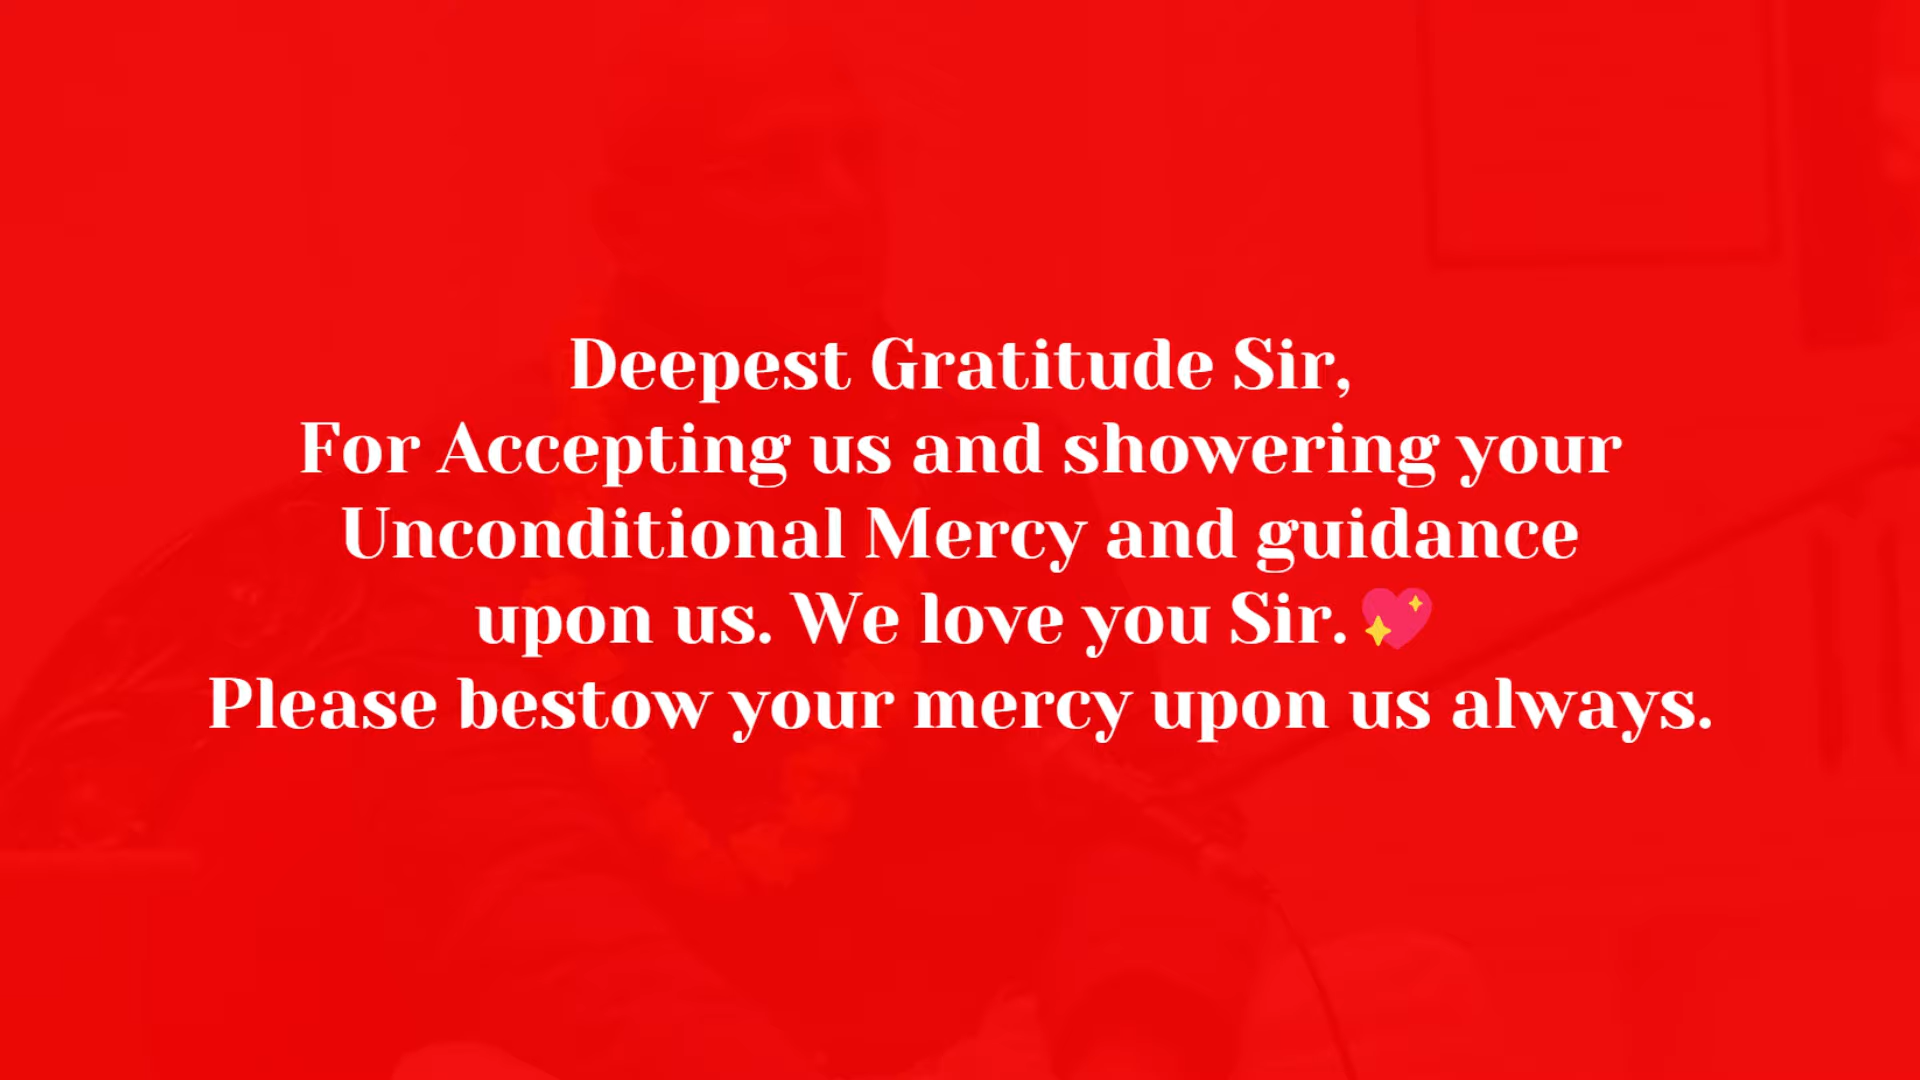 Deepest Gratitude Sir,
For Accepting us and showering your
Unconditional Mercy and guidance
upon us. We love you Sir. 💖
Please bestow your mercy upon us always.